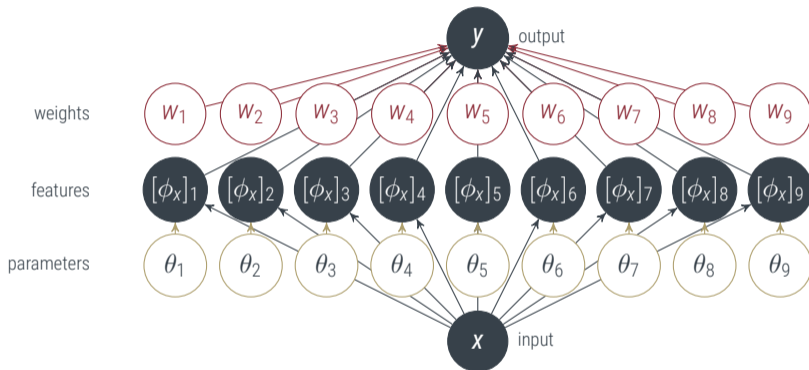 y output
weights w₁ w₂ w₃ w₄ w₅ w₆ w₇ w₈ w₉
features [ϕₓ]₁ [ϕₓ]₂ [ϕₓ]₃ [ϕₓ]₄ [ϕₓ]₅ [ϕₓ]₆ [ϕₓ]₇ [ϕₓ]₈ [ϕₓ]₉
parameters θ₁ θ₂ θ₃ θ₄ θ₅ θ₆ θ₇ θ₈ θ₉
x input